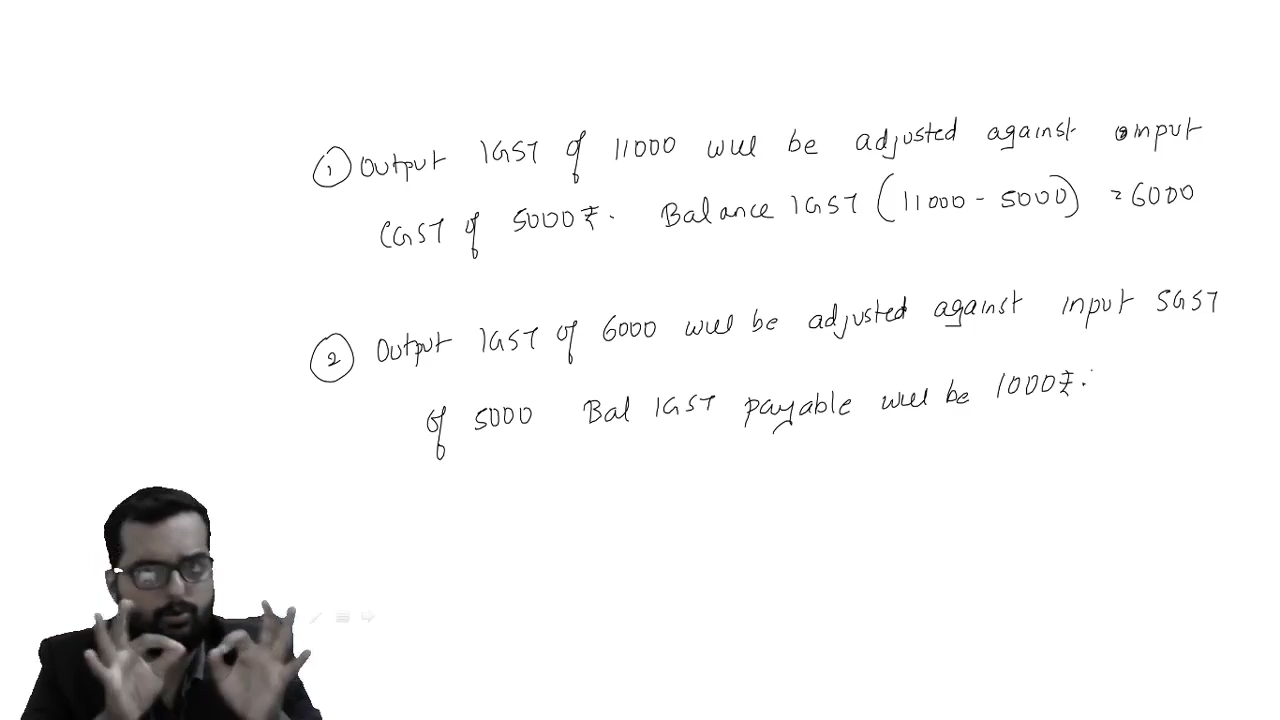 ① Output IGST of 11000 will be adjusted against input
CGST of 5000 ₹. Balance IGST (11000 - 5000) = 6000
② Output IGST of 6000 will be adjusted against input SGST
of 5000 Bal IGST payable will be 1000 ₹.